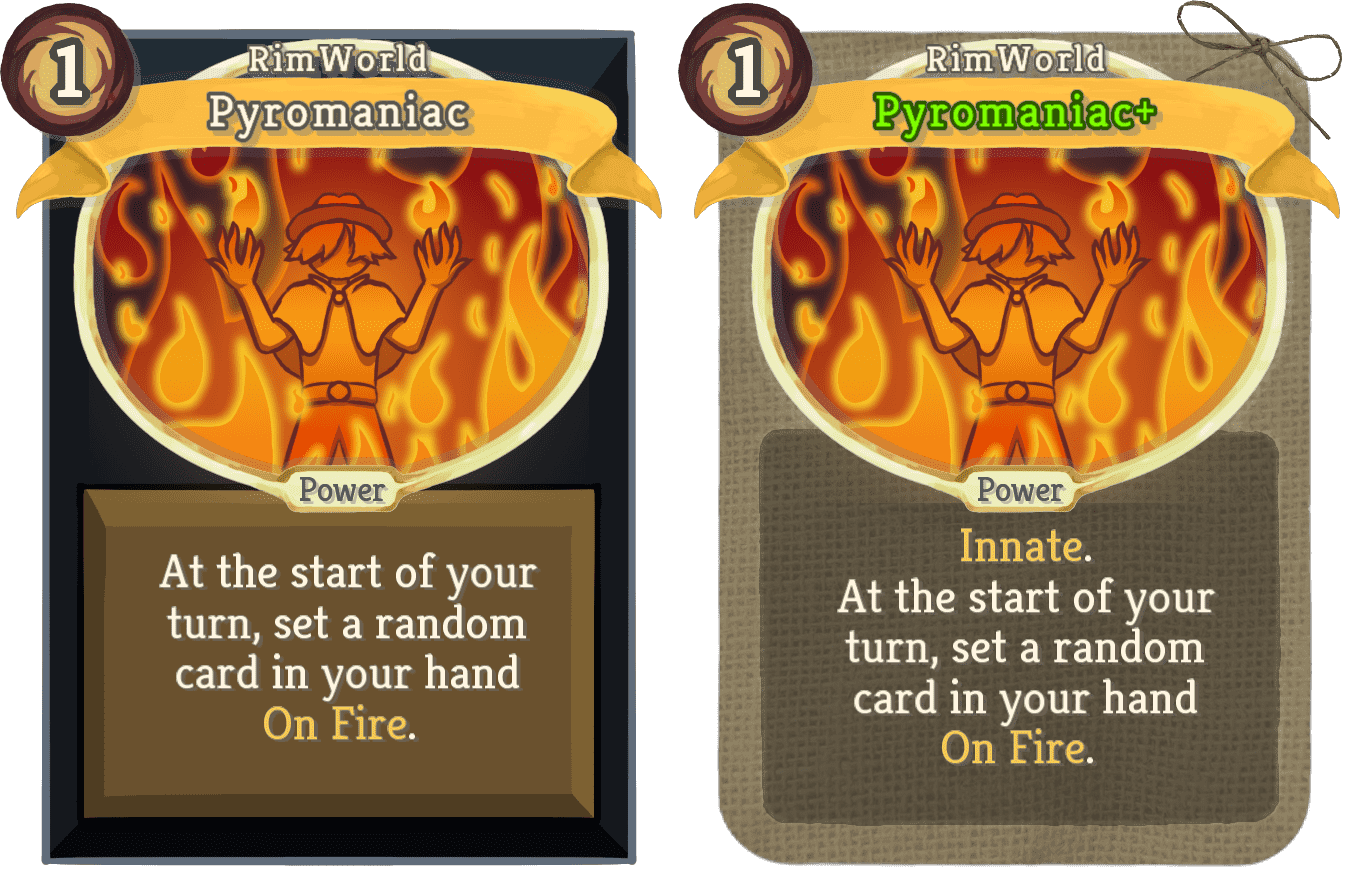 1
RimWorld
Pyromaniac
Power
At the start of your
turn, set a random
card in your hand
On Fire.
1
RimWorld
Pyromaniac+
Power
Innate.
At the start of your
turn, set a random
card in your hand
On Fire.